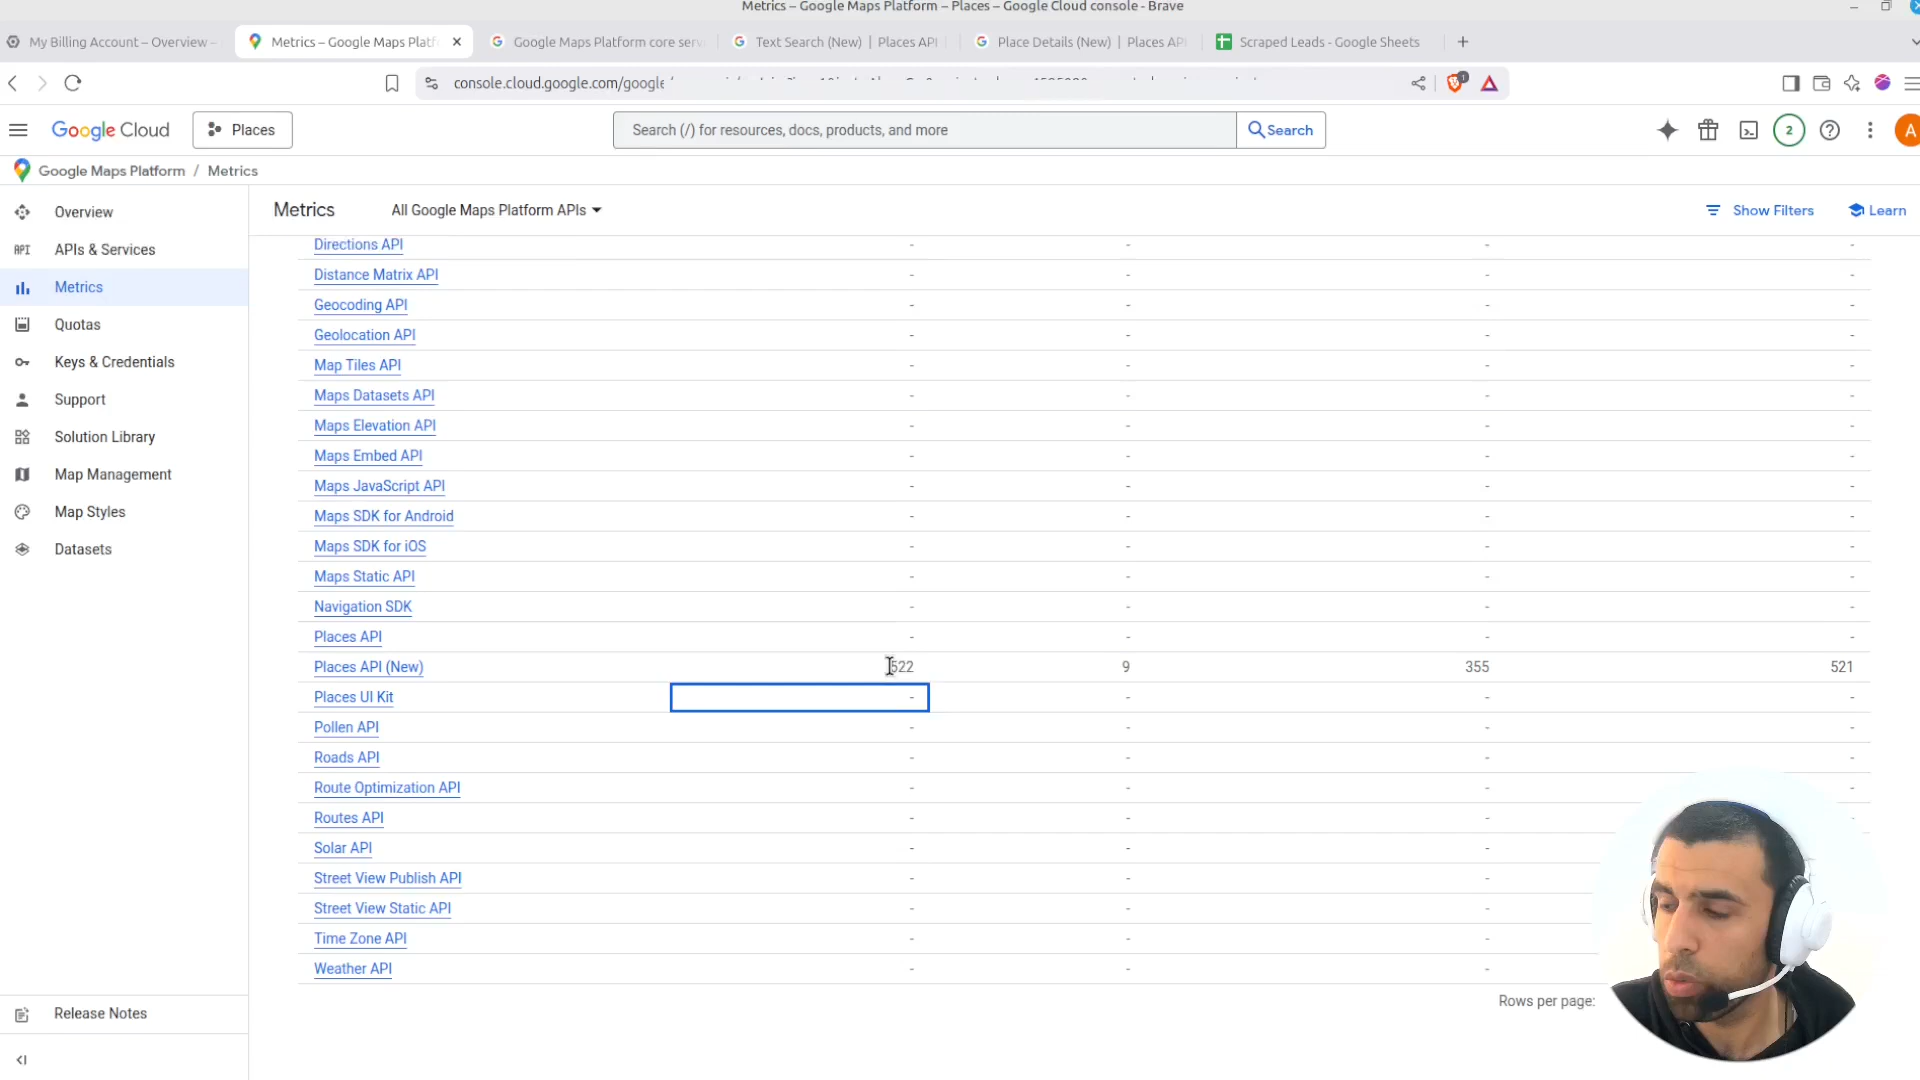 Metrics – Google Maps Platform – Places – Google Cloud console - Brave
My Billing Account – Overview –
Metrics – Google Maps Platf
Google Maps Platform core serv
Text Search (New) | Places API
Place Details (New) | Places AP
Scraped Leads - Google Sheets
console.cloud.google.com/google
1
Google Cloud
Places
Search (/) for resources, docs, products, and more
Search
2
A
Google Maps Platform / Metrics
Overview
API APIs & Services
Metrics
Quotas
Keys & Credentials
Support
Solution Library
Map Management
Map Styles
Datasets
Release Notes
Metrics
All Google Maps Platform APIs
Show Filters
Learn
Directions API - - - -
Distance Matrix API - - - -
Geocoding API - - - -
Geolocation API - - - -
Map Tiles API - - - -
Maps Datasets API - - - -
Maps Elevation API - - - -
Maps Embed API - - - -
Maps JavaScript API - - - -
Maps SDK for Android - - - -
Maps SDK for iOS - - - -
Maps Static API - - - -
Navigation SDK - - - -
Places API - - - -
Places API (New) 522 9 355 521
Places UI Kit - - - -
Pollen API - - - -
Roads API - - - -
Route Optimization API - - - -
Routes API - - - -
Solar API - - -
Street View Publish API - - -
Street View Static API - - -
Time Zone API - - -
Weather API - - -
Rows per page: